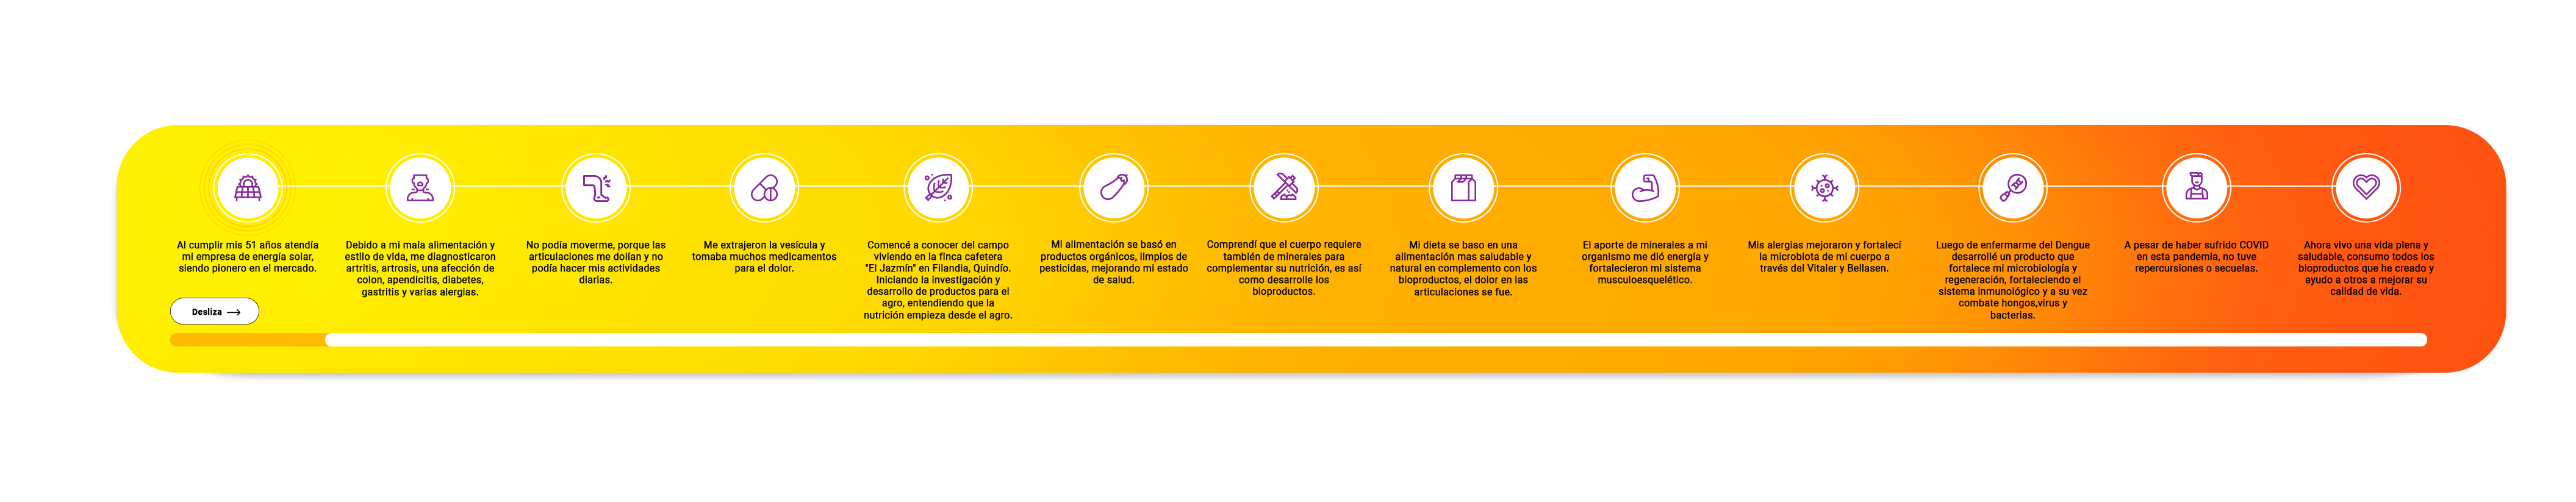 Al cumplir mis 51 años atendía
mi empresa de energía solar,
siendo pionero en el mercado.
Debido a mi mala alimentación y
estilo de vida, me diagnosticaron
artritis, artrosis, una afección de
colon, apendicitis, diabetes,
gastritis y varias alergias.
No podía moverme, porque las
articulaciones me dolían y no
podía hacer mis actividades
diarias.
Me extrajeron la vesícula y
tomaba muchos medicamentos
para el dolor.
Comencé a conocer del campo
viviendo en la finca cafetera
"El Jazmín" en Filandia, Quindío.
Iniciando la investigación y
desarrollo de productos para el
agro, entendiendo que la
nutrición empieza desde el agro.
Mi alimentación se basó en
productos orgánicos, limpios de
pesticidas, mejorando mi estado
de salud.
Comprendí que el cuerpo requiere
también de minerales para
complementar su nutrición, es así
como desarrolle los
bioproductos.
Mi dieta se baso en una
alimentación mas saludable y
natural en complemento con los
bioproductos, el dolor en las
articulaciones se fue.
El aporte de minerales a mi
organismo me dió energía y
fortalecieron mi sistema
musculoesquelético.
Mis alergias mejoraron y fortalecí
la microbiota de mi cuerpo a
través del Vitaler y Bellasen.
Luego de enfermarme del Dengue
desarrollé un producto que
fortalece mi microbiología y
regeneración, fortaleciendo el
sistema inmunológico y a su vez
combate hongos,virus y
bacterias.
A pesar de haber sufrido COVID
en esta pandemia, no tuve
repercursiones o secuelas.
Ahora vivo una vida plena y
saludable, consumo todos los
bioproductos que he creado y
ayudo a otros a mejorar su
calidad de vida.
Desliza